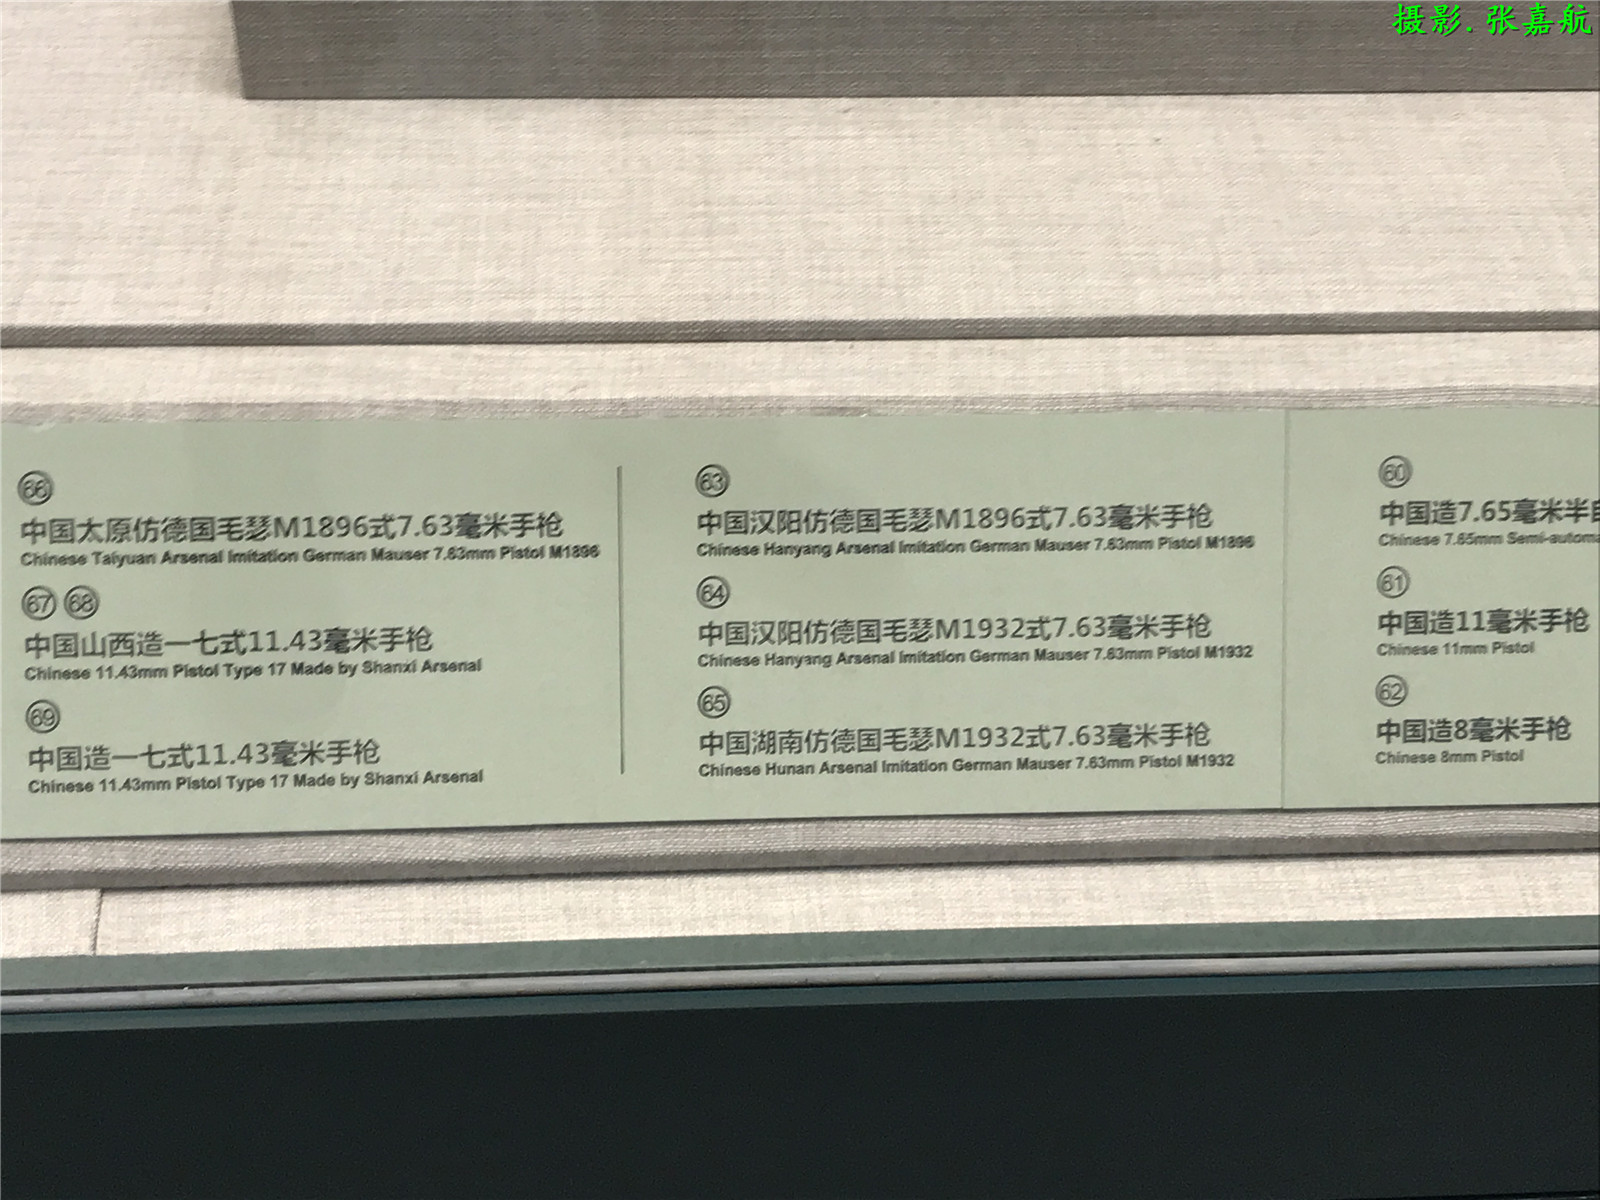 摄影.张嘉航
66
中国太原仿德国毛瑟M1896式7.63毫米手枪
Chinese Taiyuan Arsenal Imitation German Mauser 7.63mm Pistol M1896
67 68
中国山西造一七式11.43毫米手枪
Chinese 11.43mm Pistol Type 17 Made by Shanxi Arsenal
69
中国造一七式11.43毫米手枪
Chinese 11.43mm Pistol Type 17 Made by Shanxi Arsenal
63
中国汉阳仿德国毛瑟M1896式7.63毫米手枪
Chinese Hanyang Arsenal Imitation German Mauser 7.63mm Pistol M1896
64
中国汉阳仿德国毛瑟M1932式7.63毫米手枪
Chinese Hanyang Arsenal Imitation German Mauser 7.63mm Pistol M1932
65
中国湖南仿德国毛瑟M1932式7.63毫米手枪
Chinese Hunan Arsenal Imitation German Mauser 7.63mm Pistol M1932
60
中国造7.65毫米半自
Chinese 7.65mm Semi-automa
61
中国造11毫米手枪
Chinese 11mm Pistol
62
中国造8毫米手枪
Chinese 8mm Pistol